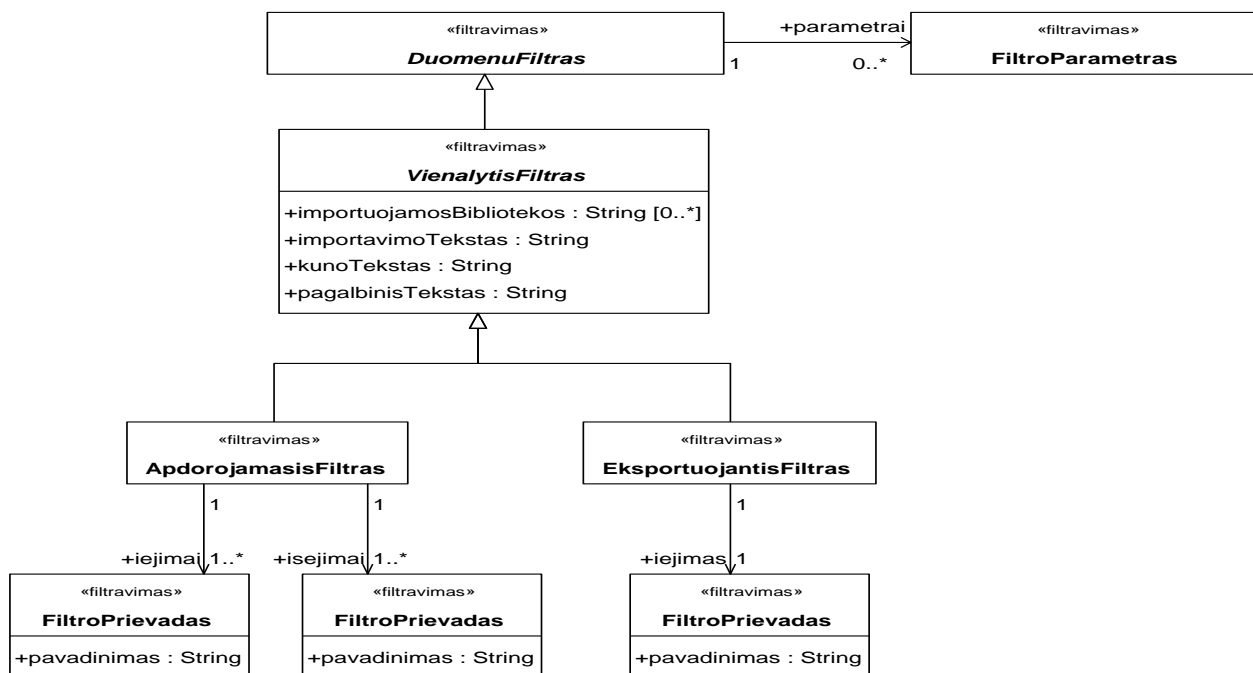 «filtravimas»
DuomenuFiltras
+parametrai
1
0..*
«filtravimas»
FiltroParametras
«filtravimas»
VienalytisFiltras
+importuojamosBibliotekos : String [0..*]
+importavimoTekstas : String
+kunoTekstas : String
+pagalbinisTekstas : String
«filtravimas»
ApdorojamasisFiltras
«filtravimas»
EksportuojantisFiltras
1
1
1
+iejimai 1..*
+isejimai 1..*
+iejimas 1
«filtravimas»
FiltroPrievadas
+pavadinimas : String
«filtravimas»
FiltroPrievadas
+pavadinimas : String
«filtravimas»
FiltroPrievadas
+pavadinimas : String